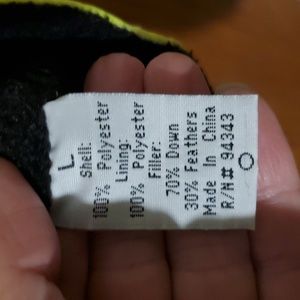 L
Shell:
100% Polyester
Lining:
100% Polyester
Filler:
70% Down
30% Feathers
Made In China
R/N# 94343